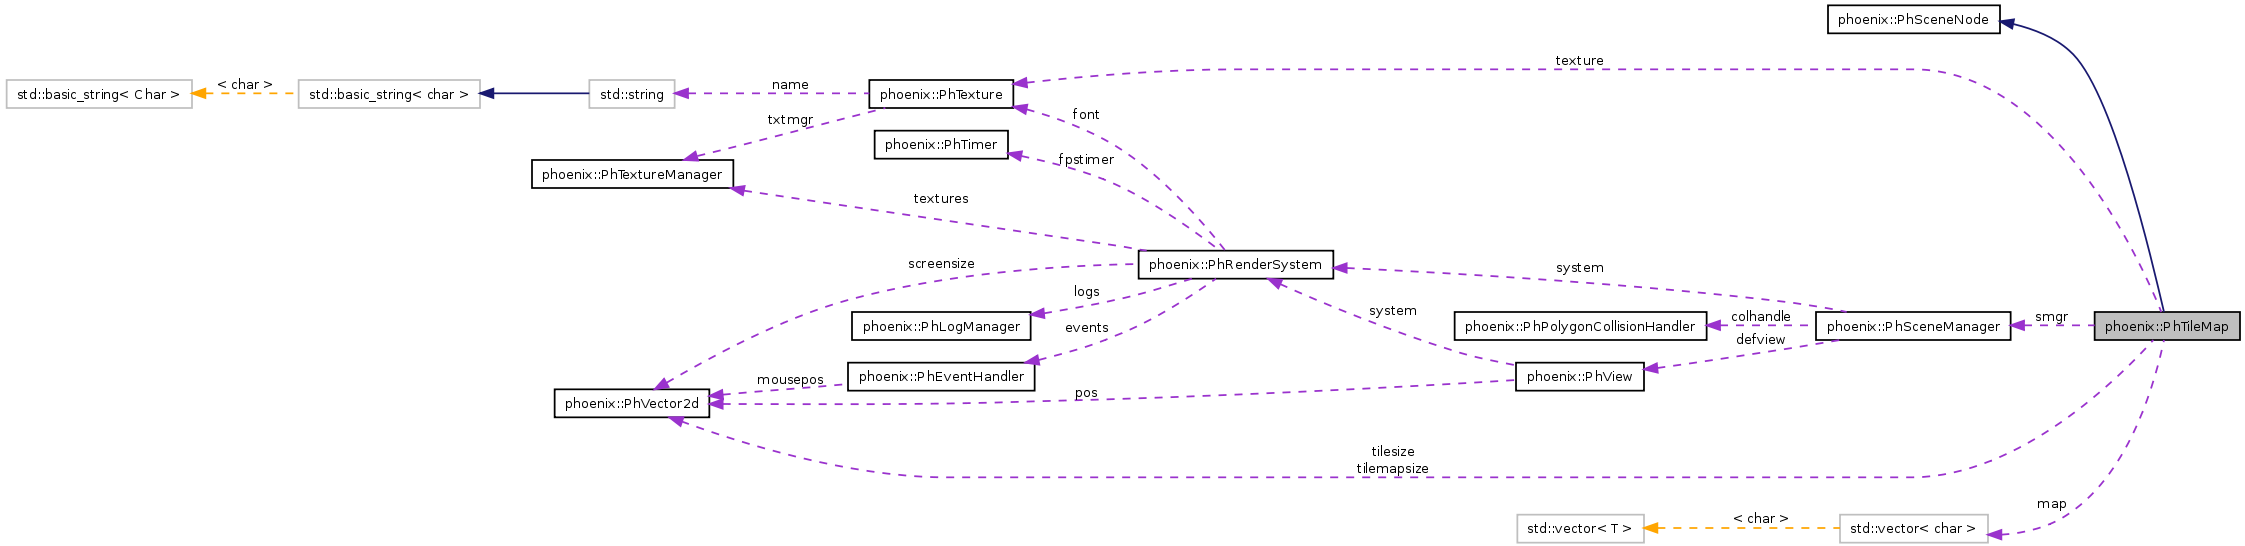 phoenix::PhSceneNode
texture
< char >
name
std::basic_string< Char >
std::basic_string< char >
std::string
phoenix::PhTexture
font
txtmgr
phoenix::PhTimer
fpstimer
phoenix::PhTextureManager
textures
screensize
phoenix::PhRenderSystem
system
logs
system
colhandle
smgr
events
phoenix::PhLogManager
phoenix::PhPolygonCollisionHandler
phoenix::PhSceneManager
phoenix::PhTileMap
defview
mousepos
phoenix::PhEventHandler
phoenix::PhView
pos
phoenix::PhVector2d
tilesize
tilemapsize
map
< char >
std::vector< T >
std::vector< char >